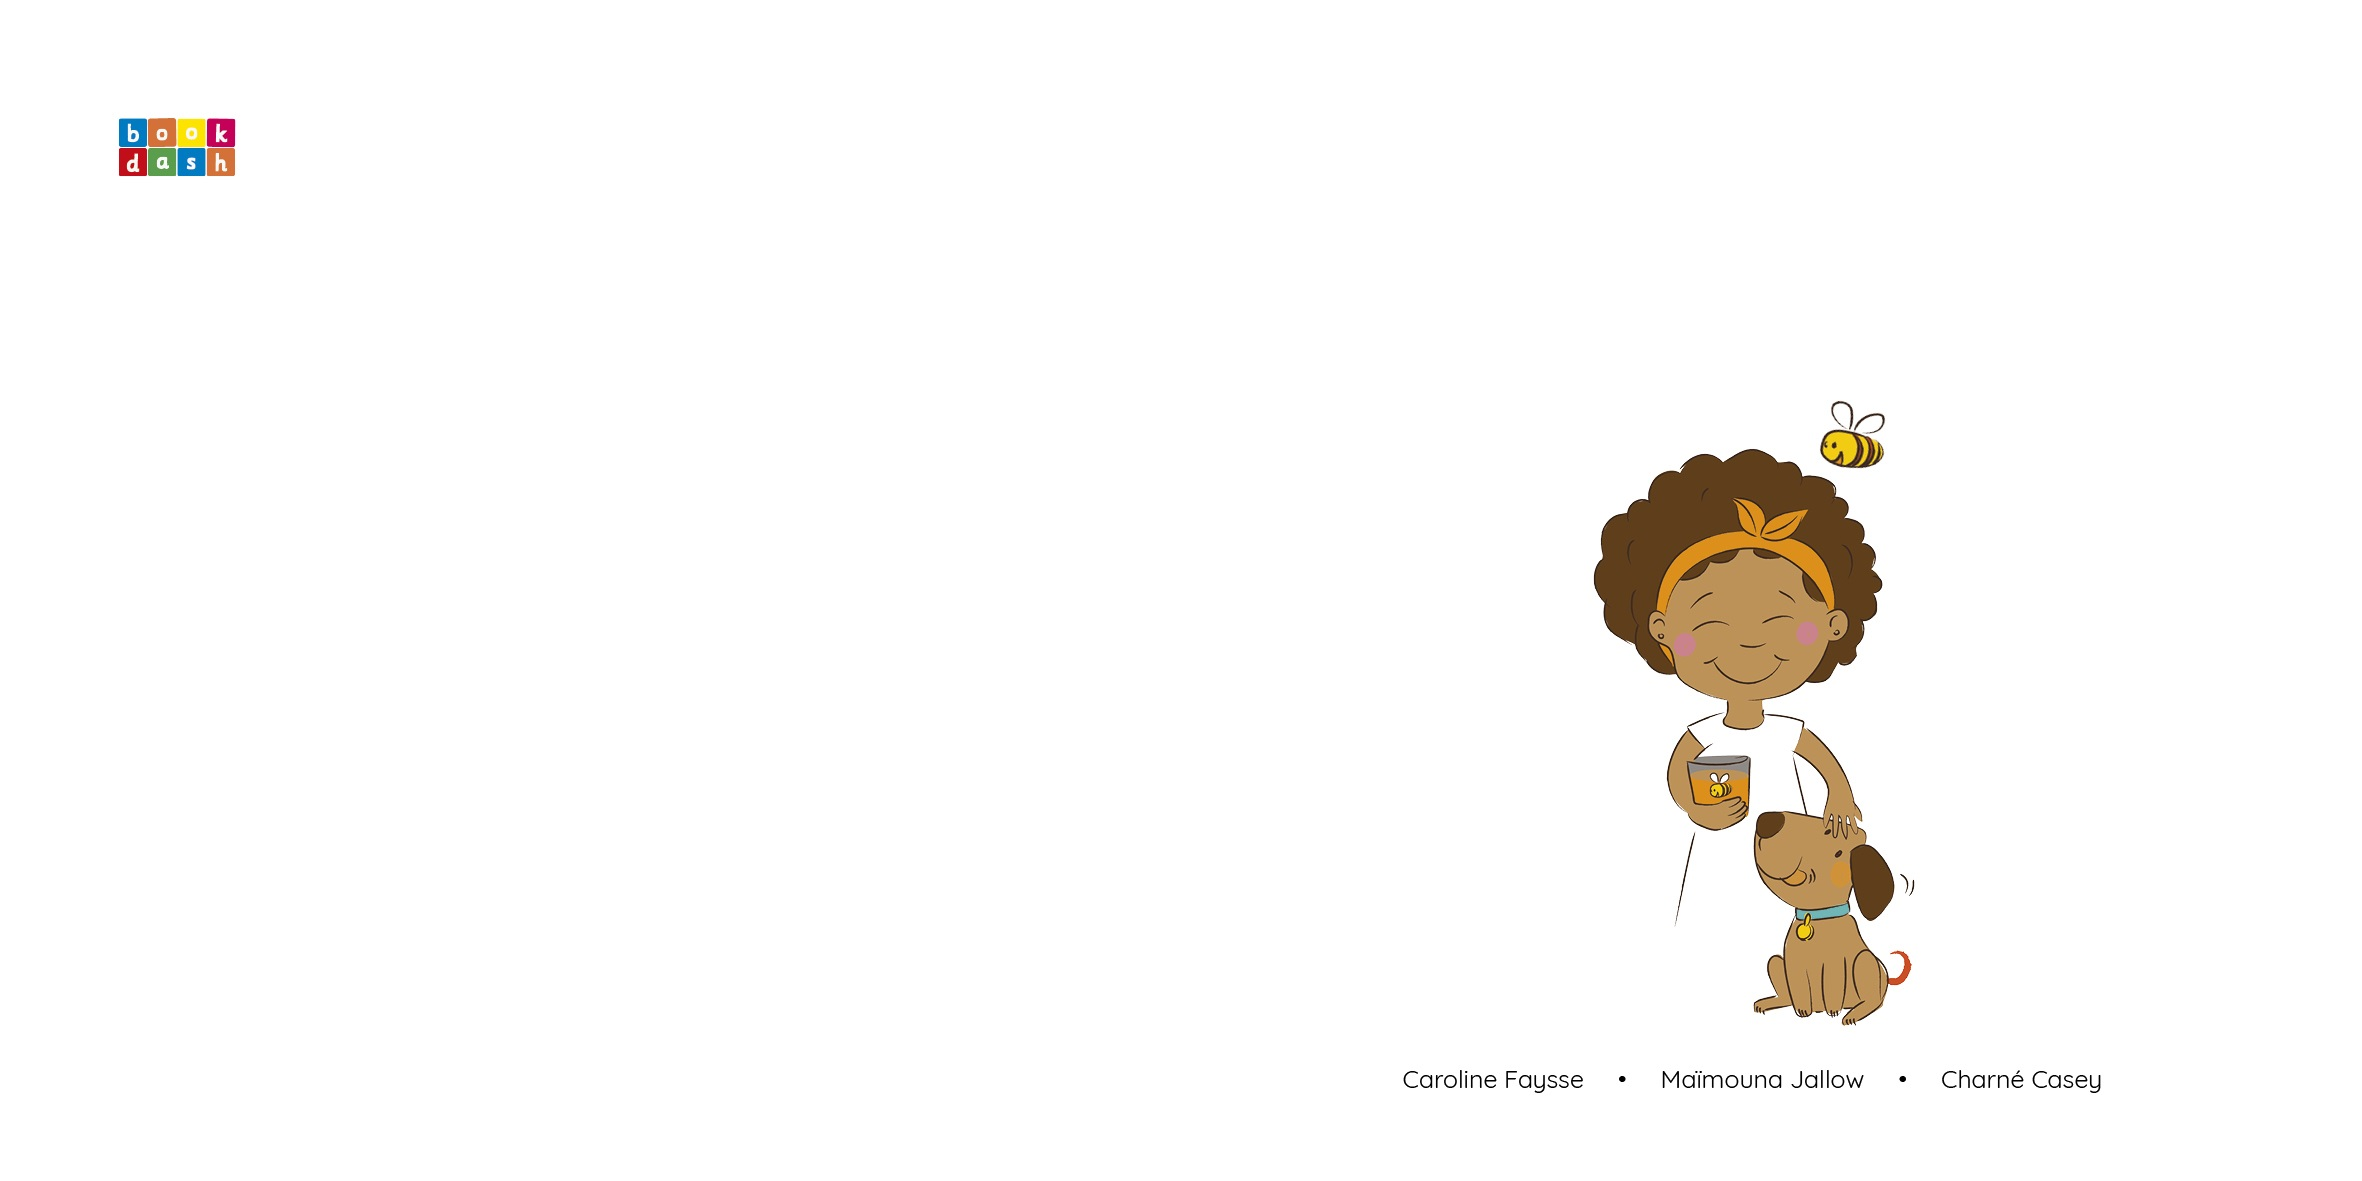 book
dash
Caroline Faysse • Maïmouna Jallow • Charné Casey